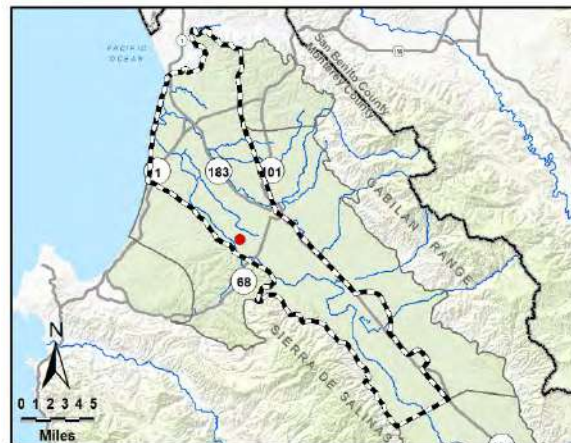 1
PACIFIC
OCEAN
San Benito County
Monterey County
1
183
101
GABILAN RANGE
68
SIERRA DE SALINAS
N
0 1 2 3 4 5
Miles